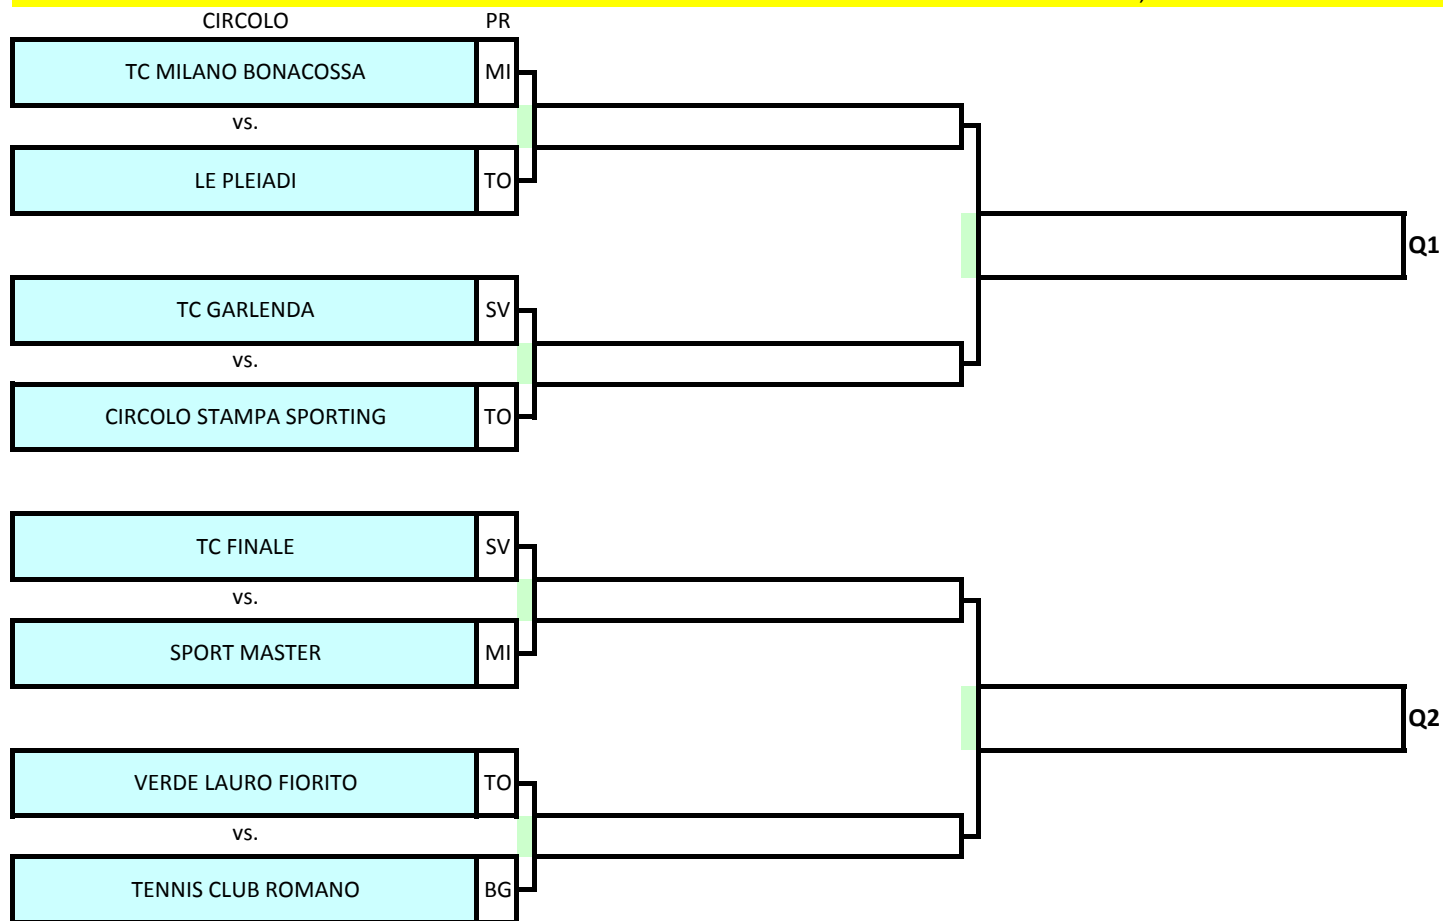 CIRCOLO PR
TC MILANO BONACOSSA MI
vs.
LE PLEIADI TO
Q1
TC GARLENDA SV
vs.
CIRCOLO STAMPA SPORTING TO
TC FINALE SV
vs.
SPORT MASTER MI
Q2
VERDE LAURO FIORITO TO
vs.
TENNIS CLUB ROMANO BG